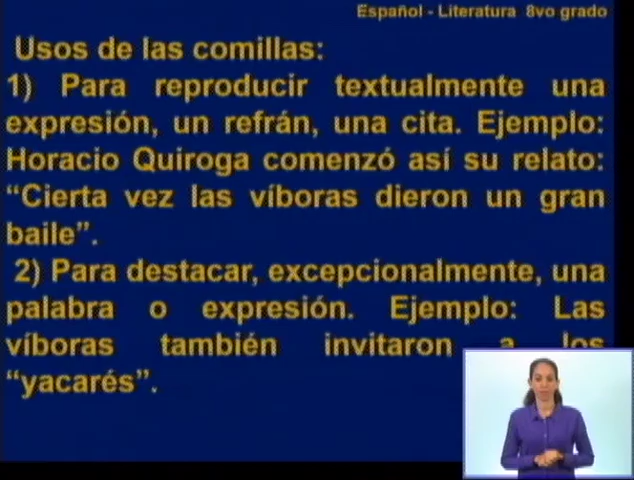 Español - Literatura 8vo grado
Usos de las comillas:
1) Para reproducir textualmente una
expresión, un refrán, una cita. Ejemplo:
Horacio Quiroga comenzó así su relato:
“Cierta vez las víboras dieron un gran
baile”.
2) Para destacar, excepcionalmente, una
palabra o expresión. Ejemplo: Las
víboras también invitaron a los
“yacarés”.